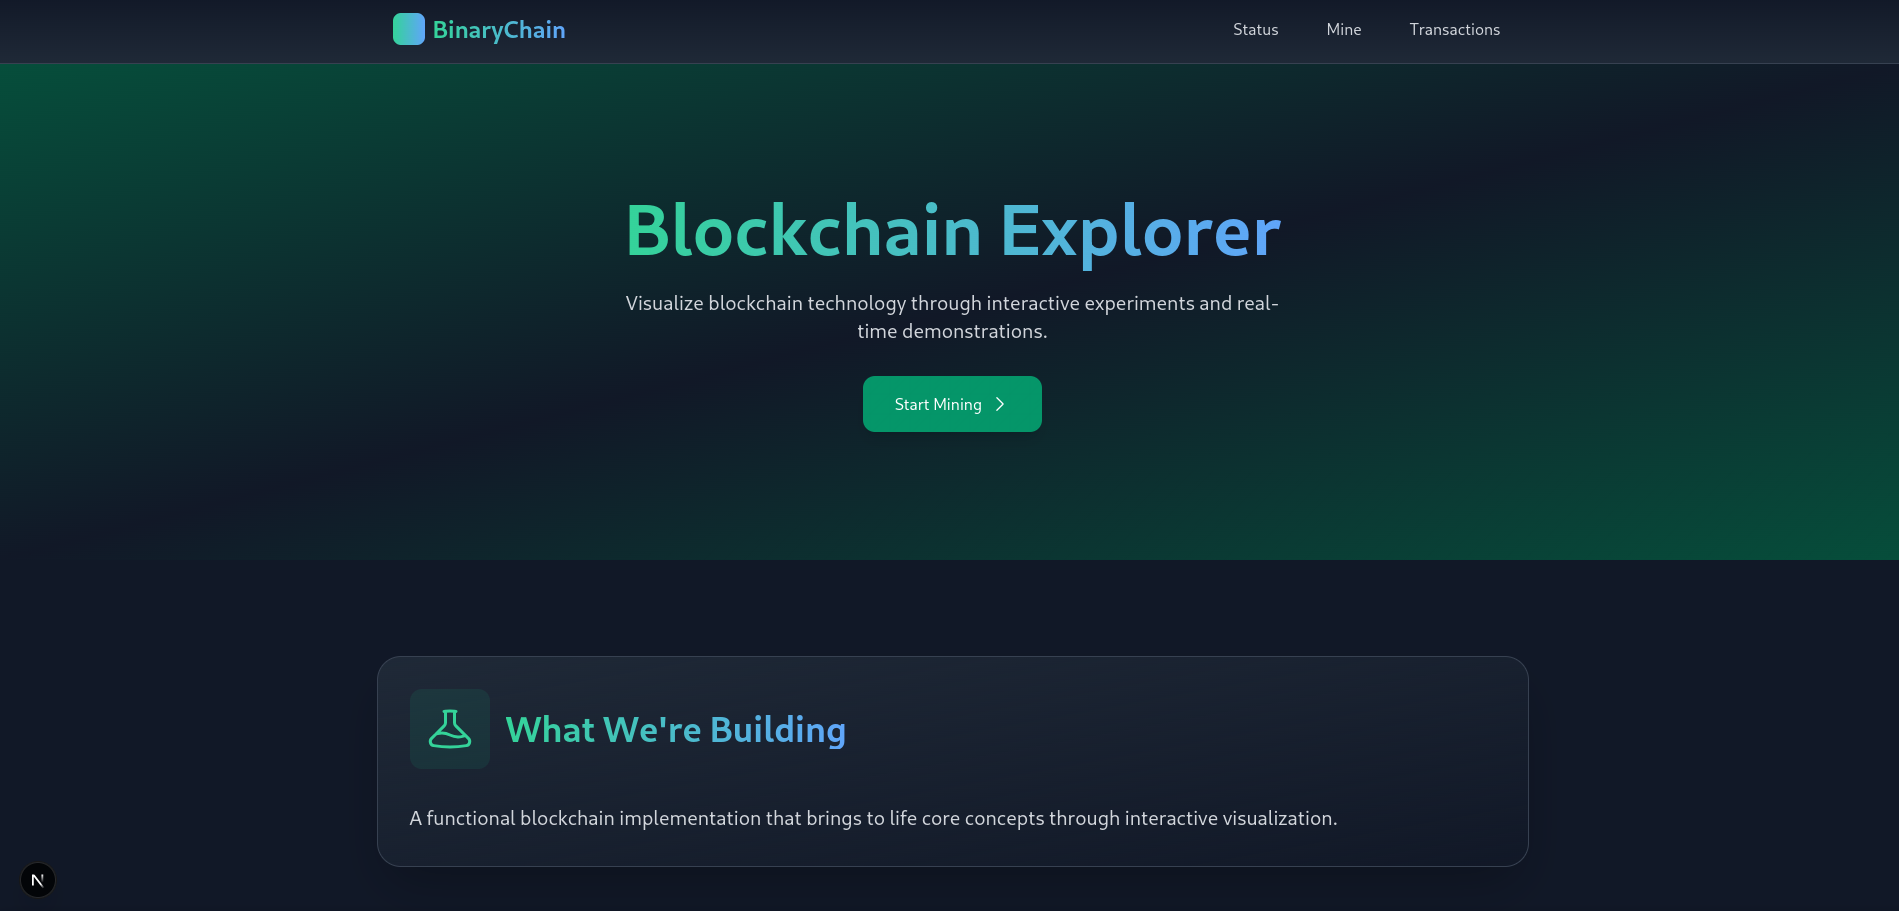 BinaryChain
Status
Mine
Transactions
Blockchain Explorer
Visualize blockchain technology through interactive experiments and real-
time demonstrations.
Start Mining
What We're Building
A functional blockchain implementation that brings to life core concepts through interactive visualization.
N